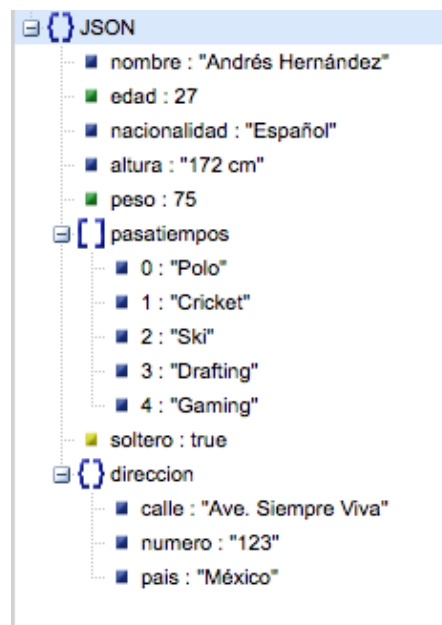 JSON
nombre : "Andrés Hernández"
edad : 27
nacionalidad : "Español"
altura : "172 cm"
peso : 75
pasatiempos
0 : "Polo"
1 : "Cricket"
2 : "Ski"
3 : "Drafting"
4 : "Gaming"
soltero : true
direccion
calle : "Ave. Siempre Viva"
numero : "123"
pais : "México"